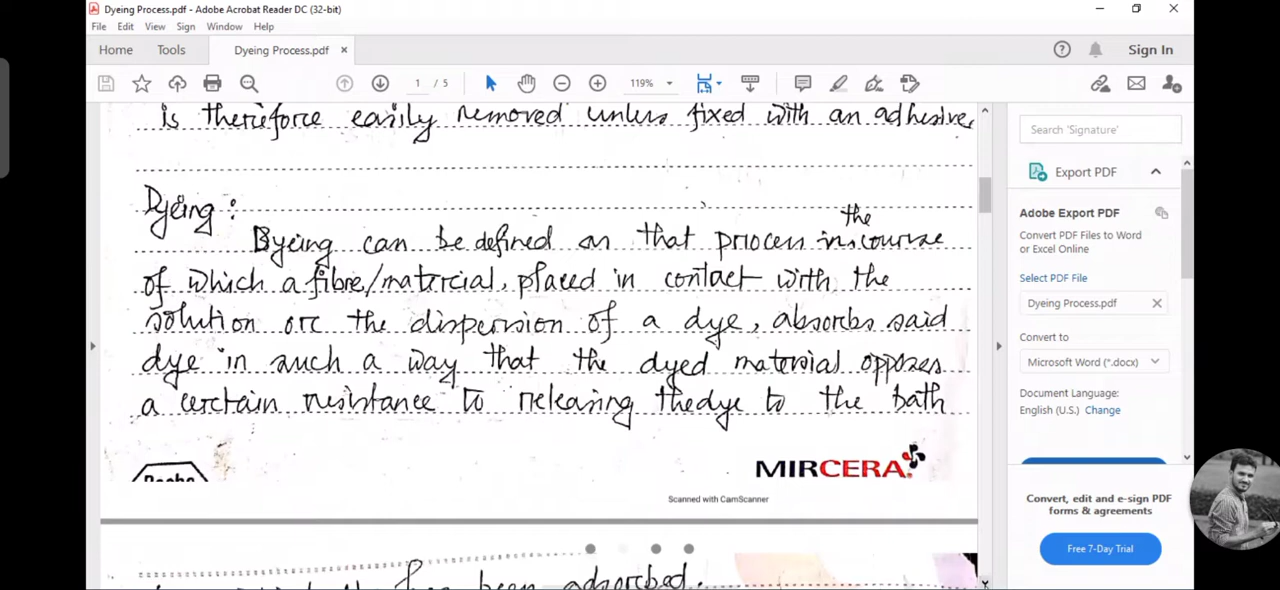 Dyeing Process.pdf - Adobe Acrobat Reader DC (32-bit)
File Edit View Sign Window Help
Home Tools Dyeing Process.pdf × Sign In
1 / 5 119%
is therefore easily removed unless fixed with an adhesive,
Dyeing:
the
Dyeing can be defined as that process in course
of which a fibre/material, placed in contact with the
solution or the dispersion of a dye, absorbs said
dye in such a way that the dyed material opposes
a certain resistance to releasing the dye to the bath
Roche
MIRCERA
Scanned with CamScanner
has been adsorbed.
Search 'Signature'
Export PDF
Adobe Export PDF
Convert PDF Files to Word
or Excel Online
Select PDF File
Dyeing Process.pdf ×
Convert to
Microsoft Word (*.docx)
Document Language:
English (U.S.) Change
Convert, edit and e-sign PDF
forms & agreements
Free 7-Day Trial